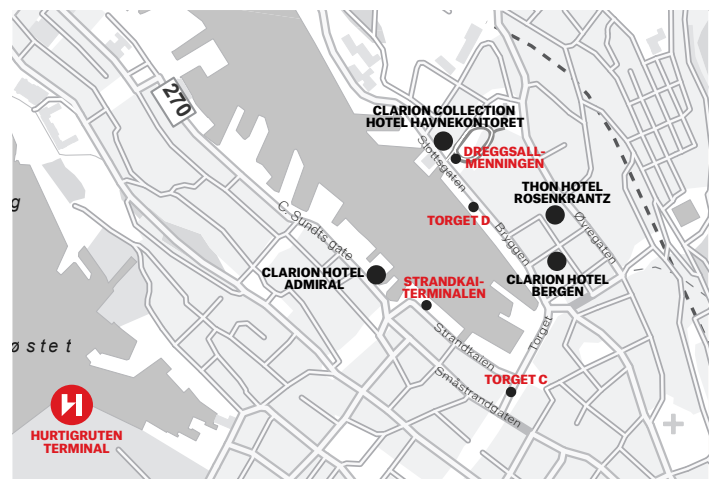 270
CLARION COLLECTION
HOTEL HAVNEKONTORET
DREGGSALL-
MENNINGEN
Slottsgaten
THON HOTEL
ROSENKRANTZ
g
TORGET D
C. Sundts gate
Bryggen
Øviegaten
CLARION HOTEL
ADMIRAL
CLARION HOTEL
BERGEN
STRANDKAI-
TERMINALEN
Torget
østet
Strandkaien
TORGET C
Småstrandgaten
HURTIGRUTEN
TERMINAL